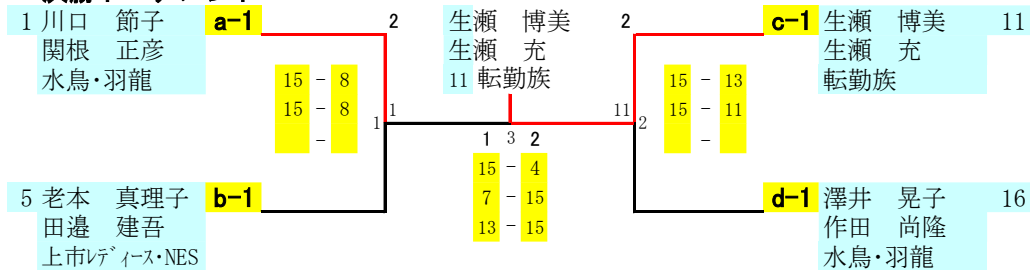 1 川口 節子 a-1 2 生瀬 博美 2 c-1 生瀬 博美 11
関根 正彦 生瀬 充 生瀬 充
水鳥・羽龍 11 転勤族 転勤族
15 - 8 15 - 13
15 - 8 1 11 15 - 11
- 1 2 -
1 3 2
15 - 4
5 老本 真理子 b-1 7 - 15 d-1 澤井 晃子 16
田邉 建吾 13 - 15 作田 尚隆
上市ﾚﾃﾞｨｰｽ・NES 水鳥・羽龍